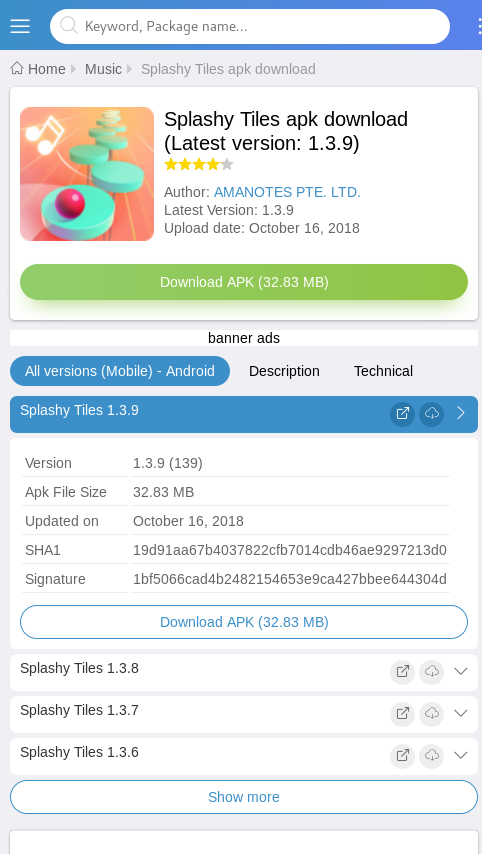 Keyword, Package name...
Home Music Splashy Tiles apk download
Splashy Tiles apk download
(Latest version: 1.3.9)
Author: AMANOTES PTE. LTD.
Latest Version: 1.3.9
Upload date: October 16, 2018
Download APK (32.83 MB)
banner ads
All versions (Mobile) - Android Description Technical
Splashy Tiles 1.3.9
Version 1.3.9 (139)
Apk File Size 32.83 MB
Updated on October 16, 2018
SHA1 19d91aa67b4037822cfb7014cdb46ae9297213d0
Signature 1bf5066cad4b2482154653e9ca427bbee644304d
Download APK (32.83 MB)
Splashy Tiles 1.3.8
Splashy Tiles 1.3.7
Splashy Tiles 1.3.6
Show more